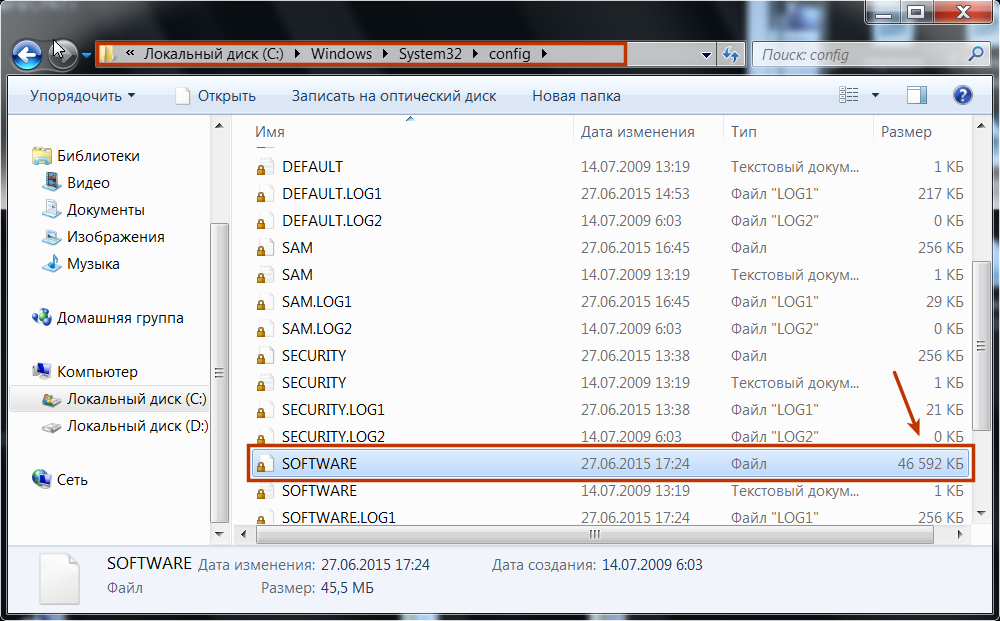 « Локальный диск (C:) Windows System32 config
Поиск: config
Упорядочить Открыть Записать на оптический диск Новая папка
Библиотеки
Видео
Документы
Изображения
Музыка
Домашняя группа
Компьютер
Локальный диск (C:)
Локальный диск (D:)
Сеть
Имя Дата изменения Тип Размер
DEFAULT 14.07.2009 13:19 Текстовый докум... 1 КБ
DEFAULT.LOG1 27.06.2015 14:53 Файл "LOG1" 217 КБ
DEFAULT.LOG2 14.07.2009 6:03 Файл "LOG2" 0 КБ
SAM 27.06.2015 16:45 Файл 256 КБ
SAM 14.07.2009 13:19 Текстовый докум... 1 КБ
SAM.LOG1 27.06.2015 16:45 Файл "LOG1" 29 КБ
SAM.LOG2 14.07.2009 6:03 Файл "LOG2" 0 КБ
SECURITY 27.06.2015 13:38 Файл 256 КБ
SECURITY 14.07.2009 13:19 Текстовый докум... 1 КБ
SECURITY.LOG1 27.06.2015 13:38 Файл "LOG1" 21 КБ
SECURITY.LOG2 14.07.2009 6:03 Файл "LOG2" 0 КБ
SOFTWARE 27.06.2015 17:24 Файл 46 592 КБ
SOFTWARE 14.07.2009 13:19 Текстовый докум... 1 КБ
SOFTWARE.LOG1 27.06.2015 17:24 Файл "LOG1" 256 КБ
SOFTWARE Дата изменения: 27.06.2015 17:24 Дата создания: 14.07.2009 6:03
Файл Размер: 45,5 МБ